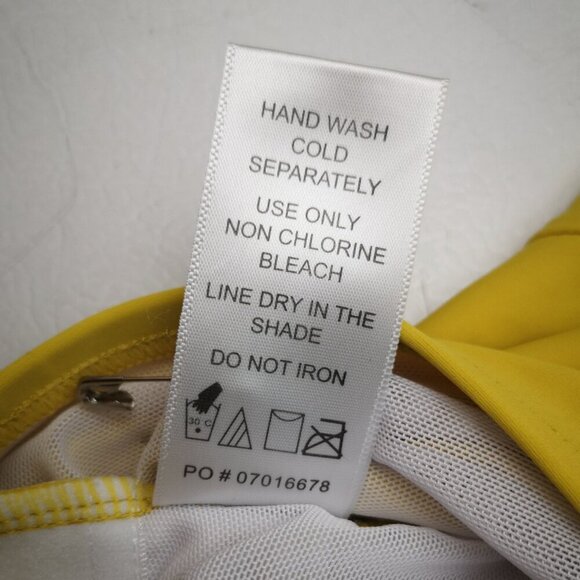 HAND WASH
COLD
SEPARATELY
USE ONLY
NON CHLORINE
BLEACH
LINE DRY IN THE
SHADE
DO NOT IRON
30 C
PO # 07016678